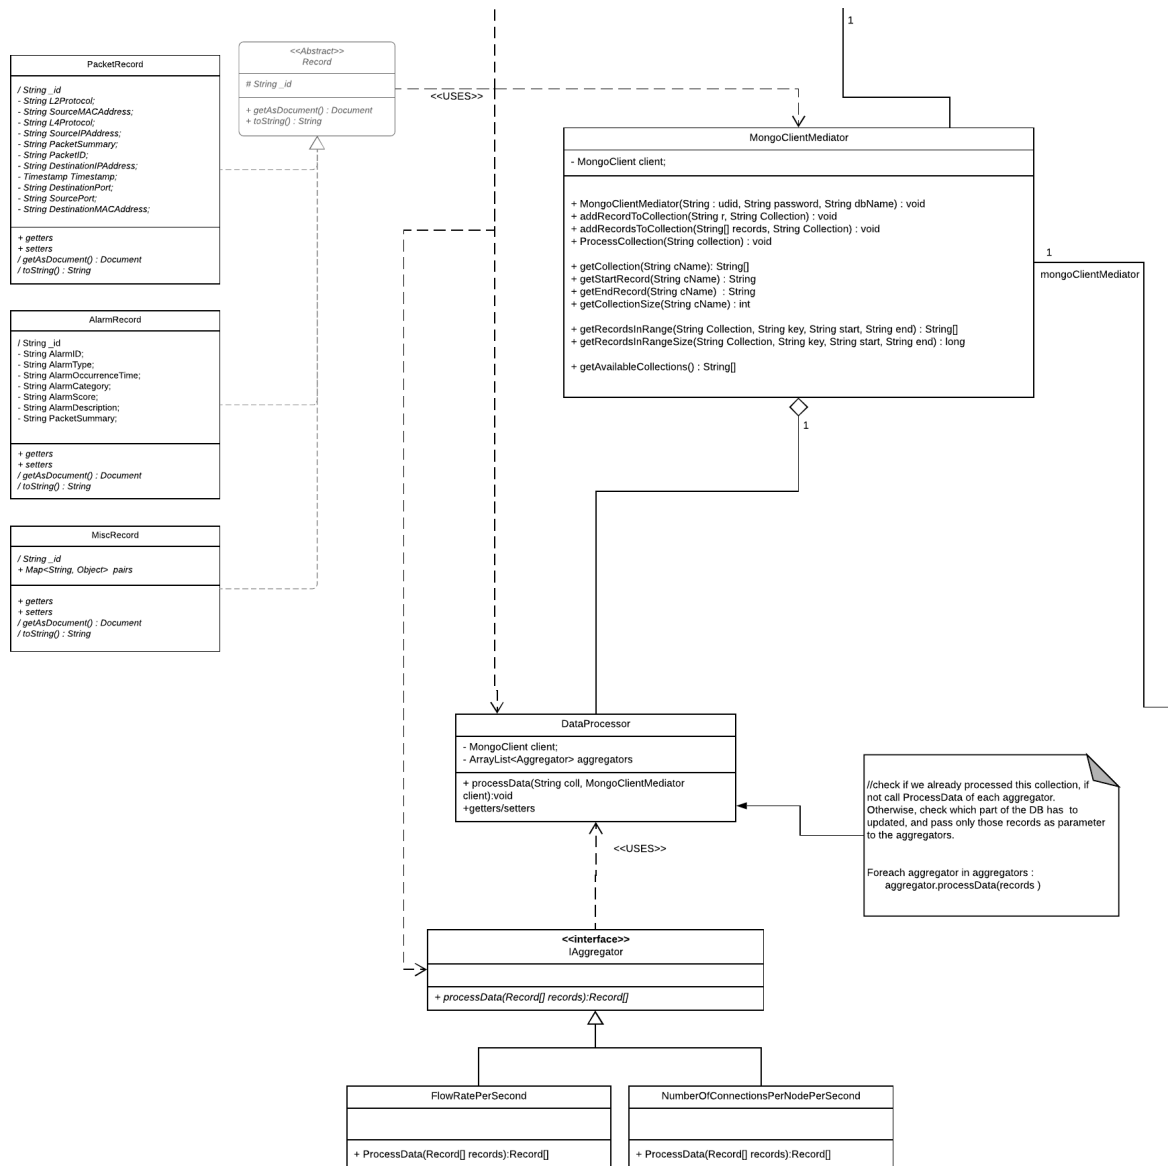 1
PacketRecord
/ String _id
- String L2Protocol;
- String SourceMACAddress;
- String L4Protocol;
- String SourceIPAddress;
- String PacketSummary;
- String PacketID;
- String DestinationIPAddress;
- Timestamp Timestamp;
- String DestinationPort;
- String SourcePort;
- String DestinationMACAddress;
+ getters
+ setters
/ getAsDocument() : Document
/ toString() : String
<<Abstract>>
Record
# String _id
+ getAsDocument() : Document
+ toString() : String
<<USES>>
MongoClientMediator
- MongoClient client;
+ MongoClientMediator(String : udid, String password, String dbName) : void
+ addRecordToCollection(String r, String Collection) : void
+ addRecordsToCollection(String[] records, String Collection) : void
+ ProcessCollection(String collection) : void
+ getCollection(String cName): String[]
+ getStartRecord(String cName) : String
+ getEndRecord(String cName) : String
+ getCollectionSize(String cName) : int
+ getRecordsInRange(String Collection, String key, String start, String end) : String[]
+ getRecordsInRangeSize(String Collection, String key, String start, String end) : long
+ getAvailableCollections() : String[]
1
mongoClientMediator
1
AlarmRecord
/ String _id
- String AlarmID;
- String AlarmType;
- String AlarmOccurrenceTime;
- String AlarmCategory;
- String AlarmScore;
- String AlarmDescription;
- String PacketSummary;
+ getters
+ setters
/ getAsDocument() : Document
/ toString() : String
MiscRecord
/ String _id
+ Map<String, Object> pairs
+ getters
+ setters
/ getAsDocument() : Document
/ toString() : String
DataProcessor
- MongoClient client;
- ArrayList<Aggregator> aggregators
+ processData(String coll, MongoClientMediator
client):void
+getters/setters
//check if we already processed this collection, if
not call ProcessData of each aggregator.
Otherwise, check which part of the DB has to
updated, and pass only those records as parameter
to the aggregators.
Foreach aggregator in aggregators :
aggregator.processData(records )
<<USES>>
<<interface>>
IAggregator
+ processData(Record[] records):Record[]
FlowRatePerSecond
+ ProcessData(Record[] records):Record[]
NumberOfConnectionsPerNodePerSecond
+ ProcessData(Record[] records):Record[]